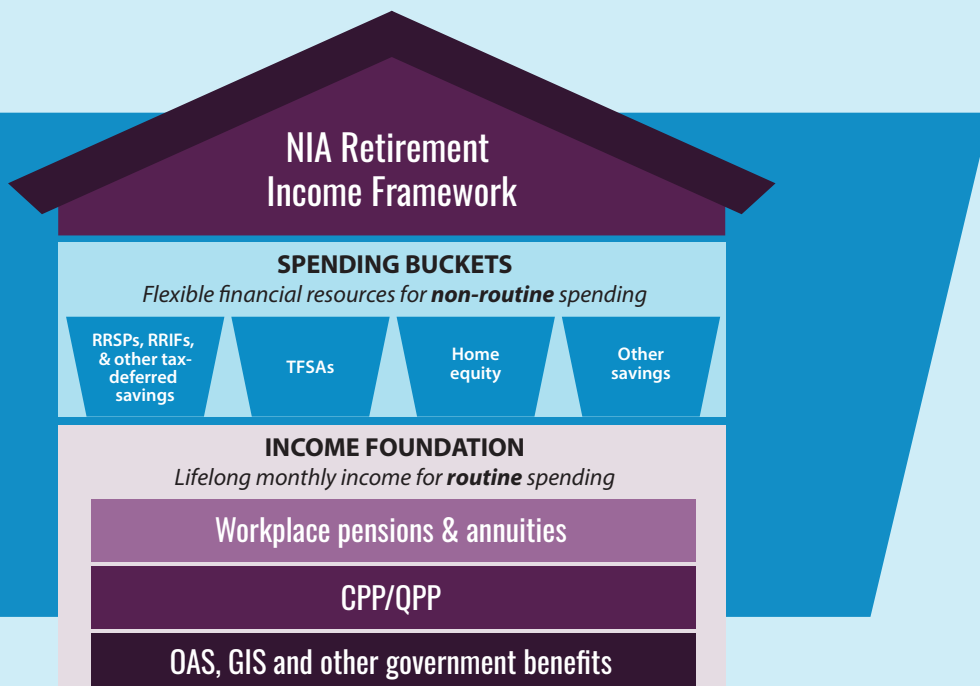 NIA Retirement
Income Framework
SPENDING BUCKETS
Flexible financial resources for non-routine spending
RRSPs, RRIFs,
& other tax-
deferred
savings
TFSAs
Home
equity
Other
savings
INCOME FOUNDATION
Lifelong monthly income for routine spending
Workplace pensions & annuities
CPP/QPP
OAS, GIS and other government benefits